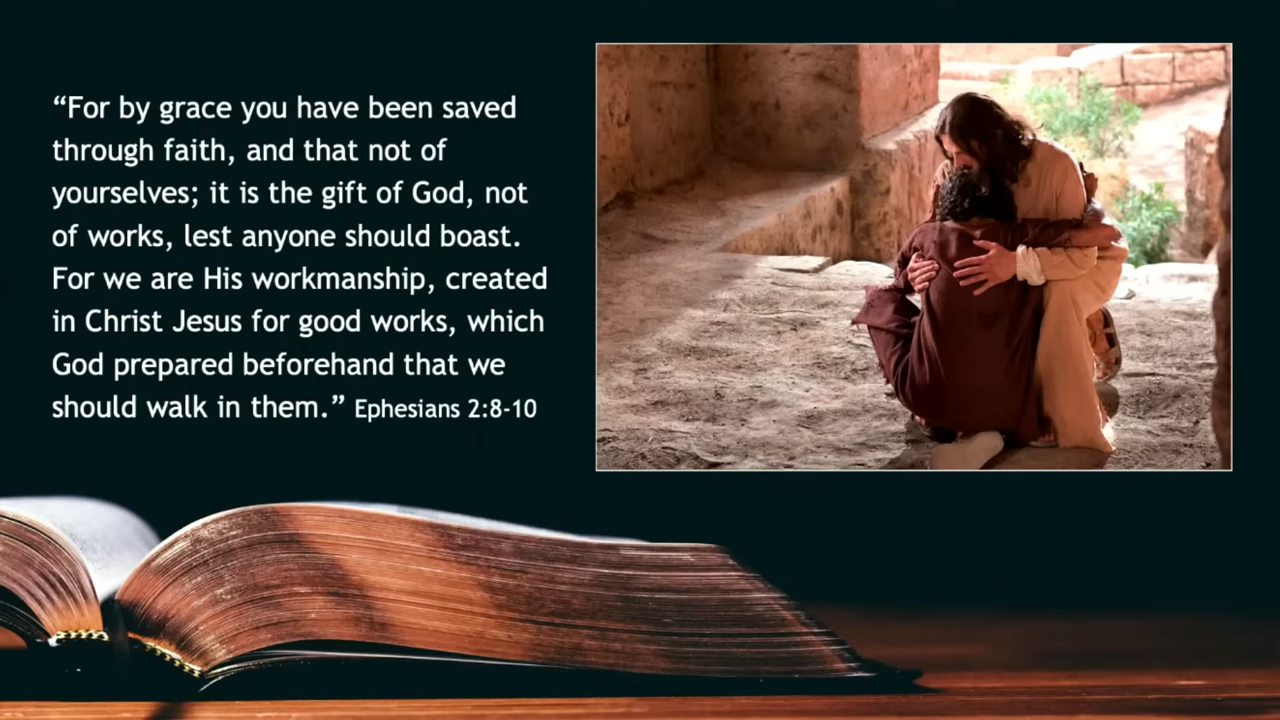 “For by grace you have been saved
through faith, and that not of
yourselves; it is the gift of God, not
of works, lest anyone should boast.
For we are His workmanship, created
in Christ Jesus for good works, which
God prepared beforehand that we
should walk in them.” Ephesians 2:8-10